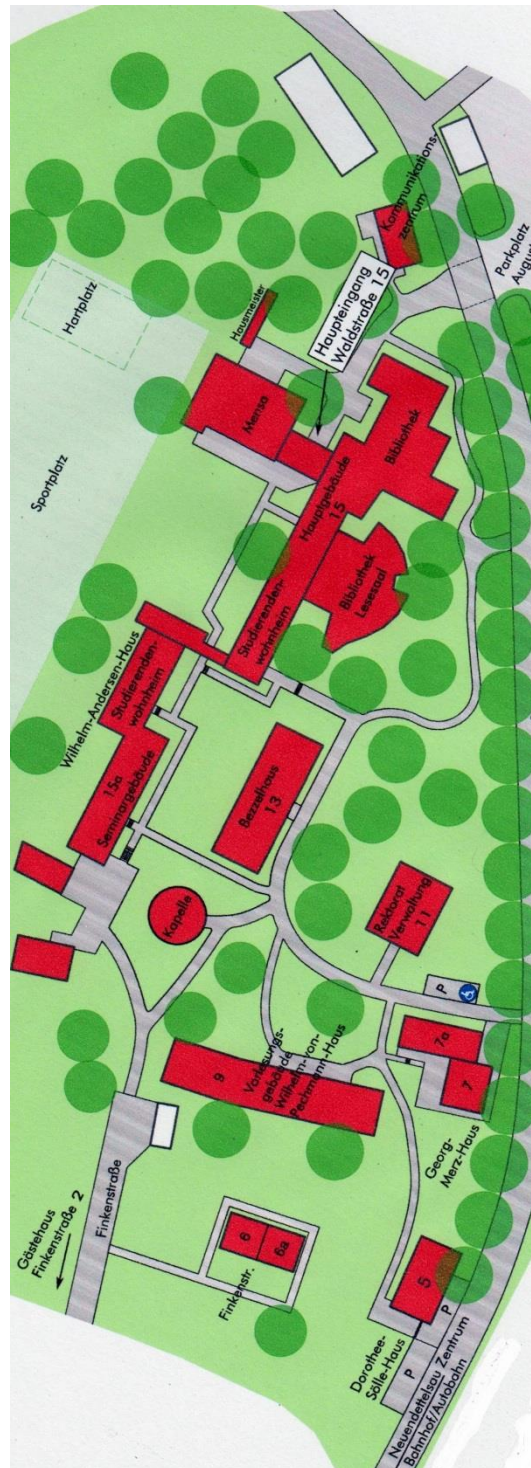 Kommunikations-
zentrum
Parkplatz
Hartplatz
Hausmeister
Haupteingang
Waldstraße 15
Mensa
Sportplatz
Hauptgebäude
15
Bibliothek
Bibliothek
Lesesaal
Studierenden-
wohnheim
Wilhelm-Andersen-Haus
Studierenden-
wohnheim
15a
Seminargebäude
Bezzelhaus
13
Kapelle
Rektorat
Verwaltung
11
P
9
Vorlesungs-
gebäude
Wilhelm-von-
Pechmann-Haus
7a
7
Georg-
Merz-Haus
Gästehaus
Finkenstraße 2
Finkenstraße
6
6a
Finkenstr.
5
Dorothee-
Sölle-Haus
P
P
Neuendettelsau Zentrum
Bahnhof/Autobahn